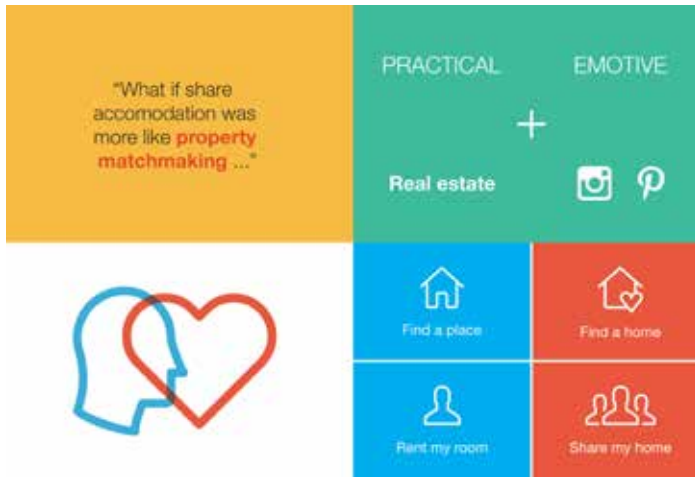 “What if share
accomodation was
more like property
matchmaking ...”
PRACTICAL
EMOTIVE
+
Real estate
Find a place
Find a home
Rent my room
Share my home